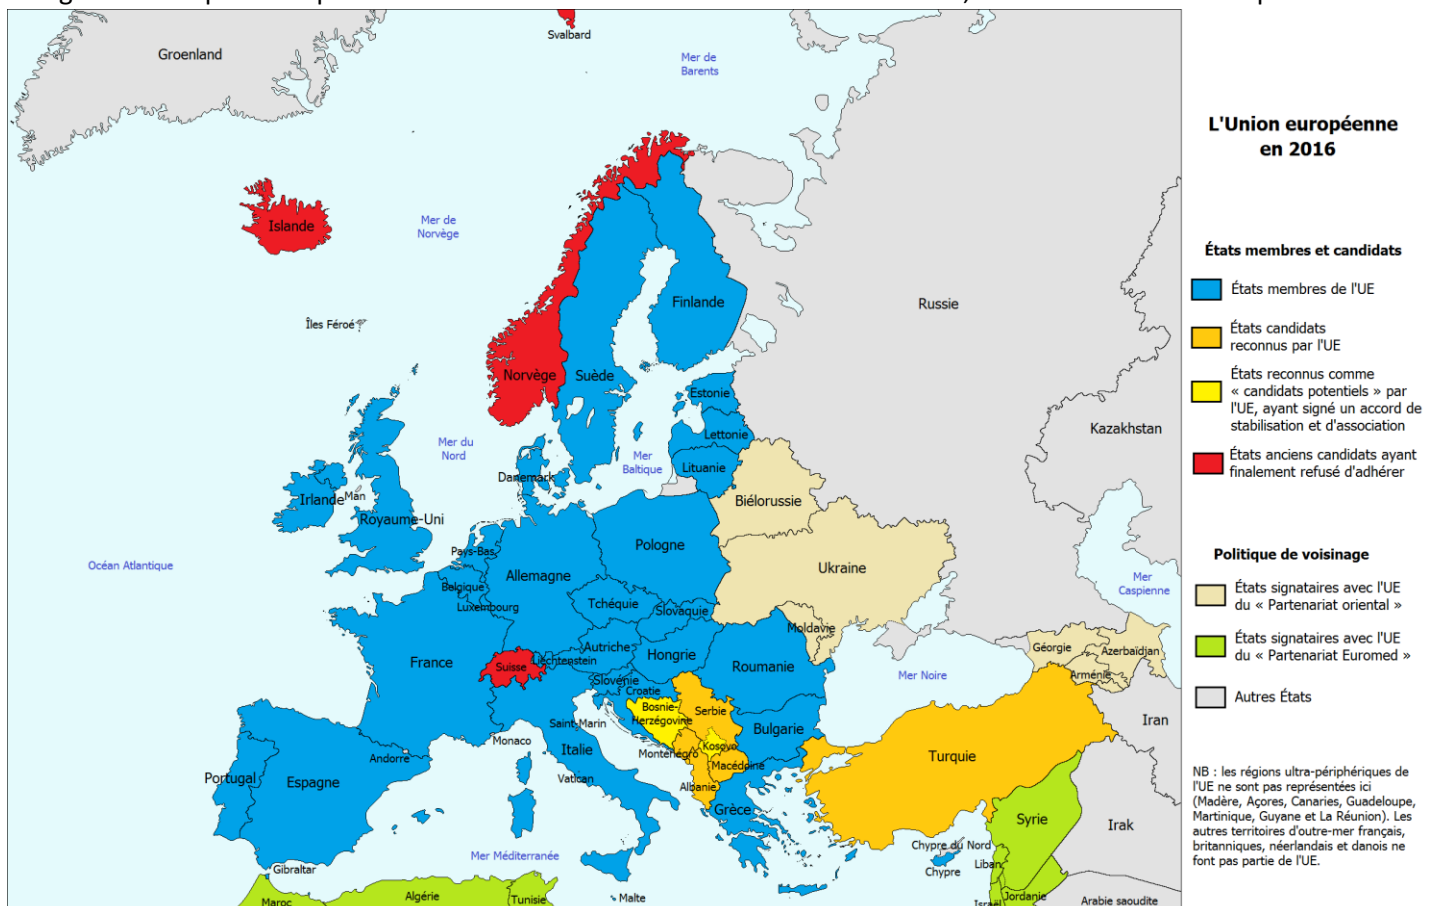 Groenland
Svalbard
Mer de
Barents
L'Union européenne
en 2016
Islande
Mer de
Norvège
États membres et candidats
États membres de l'UE
Finlande
Russie
Îles Féroé
États candidats
reconnus par l'UE
Norvège
Suède
États reconnus comme
« candidats potentiels » par
l'UE, ayant signé un accord de
stabilisation et d'association
Estonie
Kazakhstan
Lettonie
Mer du
Nord
Mer
Baltique
Lituanie
États anciens candidats ayant
finalement refusé d'adhérer
Danemark
Irlande
Man
Royaume-Uni
Biélorussie
Pologne
Pays-Bas
Politique de voisinage
Océan Atlantique
Allemagne
Ukraine
Mer
Caspienne
Belgique
Luxembourg
Tchéquie
Slovaquie
États signataires avec l'UE
du « Partenariat oriental »
Moldavie
Autriche
Hongrie
Géorgie
Azerbaïdjan
États signataires avec l'UE
du « Partenariat Euromed »
France
Suisse
Liechtenstein
Roumanie
Mer Noire
Arménie
Slovénie
Croatie
Autres États
Bosnie-
Herzégovine
Serbie
Saint-Marin
Bulgarie
Iran
Monaco
Italie
Monténégro
Kosovo
Andorre
Macédoine
Turquie
Portugal
Espagne
Vatican
Albanie
NB : les régions ultra-périphériques de
l'UE ne sont pas représentées ici
(Madère, Açores, Canaries, Guadeloupe,
Martinique, Guyane et La Réunion). Les
autres territoires d'outre-mer français,
britanniques, néerlandais et danois ne
font pas partie de l'UE.
Grèce
Syrie
Irak
Chypre du Nord
Mer Méditerranée
Gibraltar
Chypre
Liban
Maroc
Algérie
Tunisie
Malte
Israël
Jordanie
Arabie saoudite